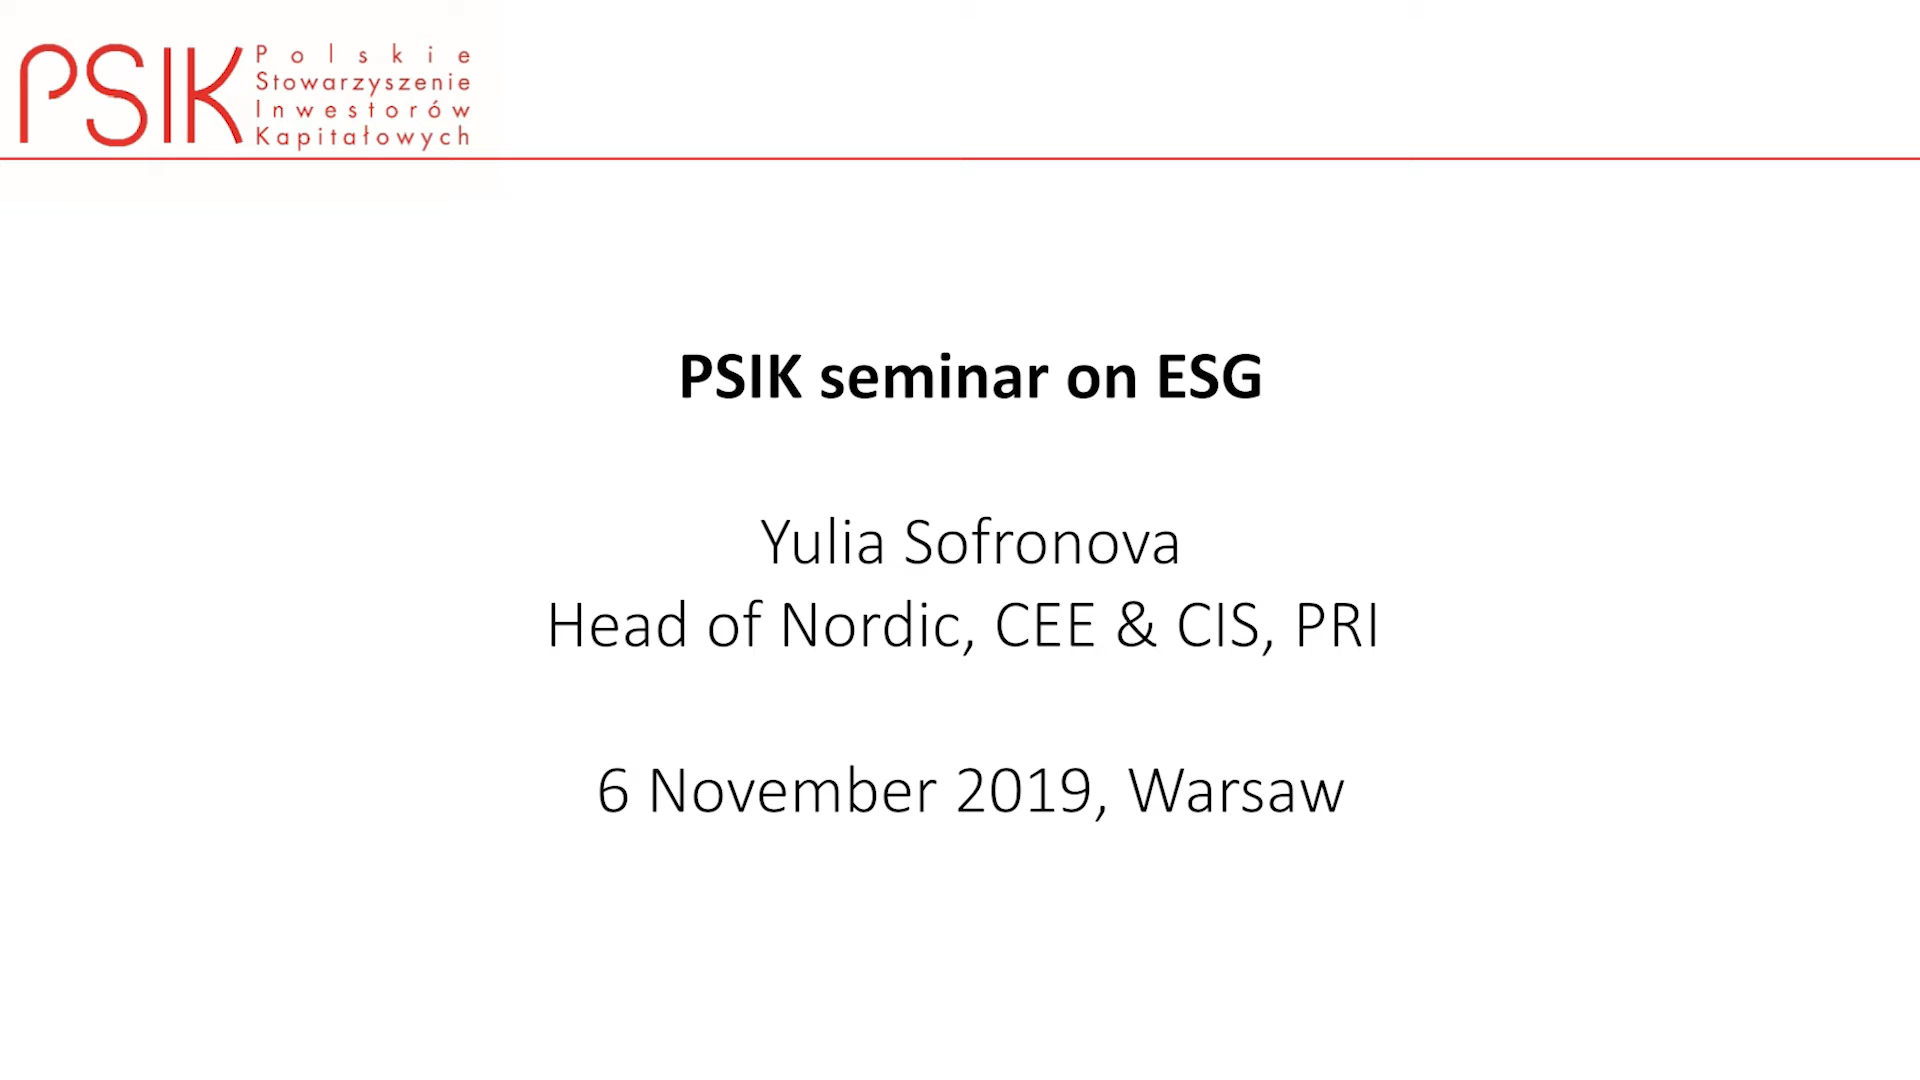 PSIK
Polskie
Stowarzyszenie
Inwestorów
Kapitałowych
PSIK seminar on ESG
Yulia Sofronova
Head of Nordic, CEE & CIS, PRI
6 November 2019, Warsaw